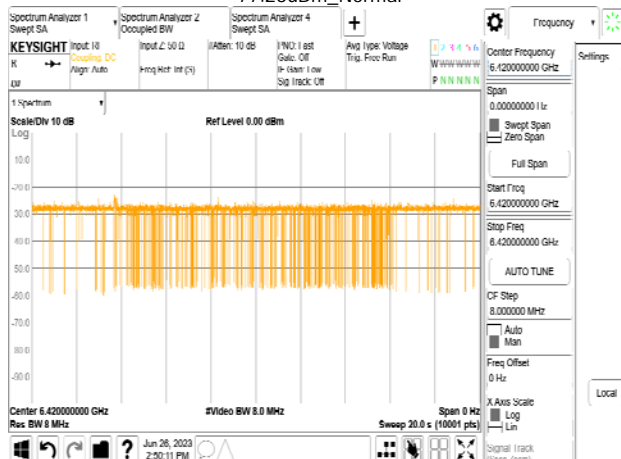 Spectrum Analyzer 1
Swept SA
Spectrum Analyzer 2
Occupied BW
Spectrum Analyzer 4
Swept SA
+
Frequency
KEYSIGHT
Input: RF
Coupling: DC
Align: Auto
Input Z: 50 Ω
Freq Ref: Int (S)
#Atten: 10 dB
PNO: Fast
Gate: Off
IF Gain: Low
Sig Track: Off
Avg Type: Voltage
Trig: Free Run
1 2 3 4 5 6
W W W W W W
P N N N N N
Center Frequency
6.420000000 GHz
Settings
Span
0.00000000 Hz
Swept Span
Zero Span
Full Span
Start Freq
6.420000000 GHz
Stop Freq
6.420000000 GHz
AUTO TUNE
CF Step
8.000000 MHz
Auto
Man
Freq Offset
0 Hz
X Axis Scale
Log
Lin
Signal Track
Local
1 Spectrum
Scale/Div 10 dB
Ref Level 0.00 dBm
Log
-10.0
-20.0
-30.0
-40.0
-50.0
-60.0
-70.0
-80.0
-90.0
Center 6.420000000 GHz
#Video BW 8.0 MHz
Span 0 Hz
Res BW 8 MHz
Sweep 20.0 s (10001 pts)
Jun 26, 2023
2:50:11 PM